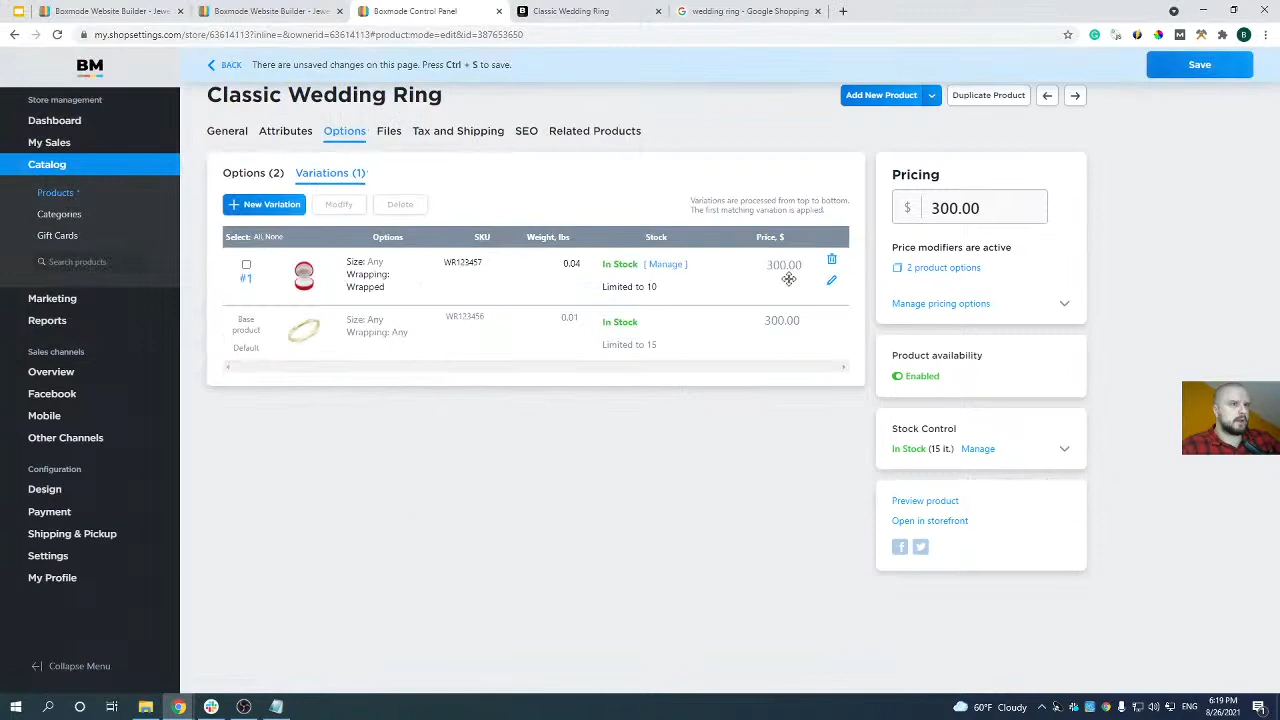 Boxmode Website Builder - Jewe
Boxmode Website Builder - Jewe
Boxmode Control Panel
Classic Wedding Ring
wedding ring - Google Shopping
my.shopsettings.com/store/63614113?inline=&ownerid=63614113#product:mode=edit&id=387653650
BM
BACK
There are unsaved changes on this page. Press Ctrl + S to save.
Save
Store management
Dashboard
My Sales
Catalog
Products
Categories
Gift Cards
Search products
Marketing
Reports
Sales channels
Overview
Facebook
Mobile
Other Channels
Configuration
Design
Payment
Shipping & Pickup
Settings
My Profile
Collapse Menu
Classic Wedding Ring
Add New Product
Duplicate Product
General Attributes Options Files Tax and Shipping SEO Related Products
Options (2) Variations (1)
+ New Variation Modify Delete
Variations are processed from top to bottom.
The first matching variation is applied.
Select: All, None Options SKU Weight, lbs Stock Price, $
#1
Size: Any
Wrapping:
Wrapped
WR123457
0.04
In Stock [ Manage ]
Limited to 10
300.00
Base
product
Default
Size: Any
Wrapping: Any
WR123456
0.01
In Stock
Limited to 15
300.00
Pricing
$ 300.00
Price modifiers are active
2 product options
Manage pricing options
Product availability
Enabled
Stock Control
In Stock (15 it.) Manage
Preview product
Open in storefront
60°F Cloudy
ENG
6:19 PM
8/26/2021